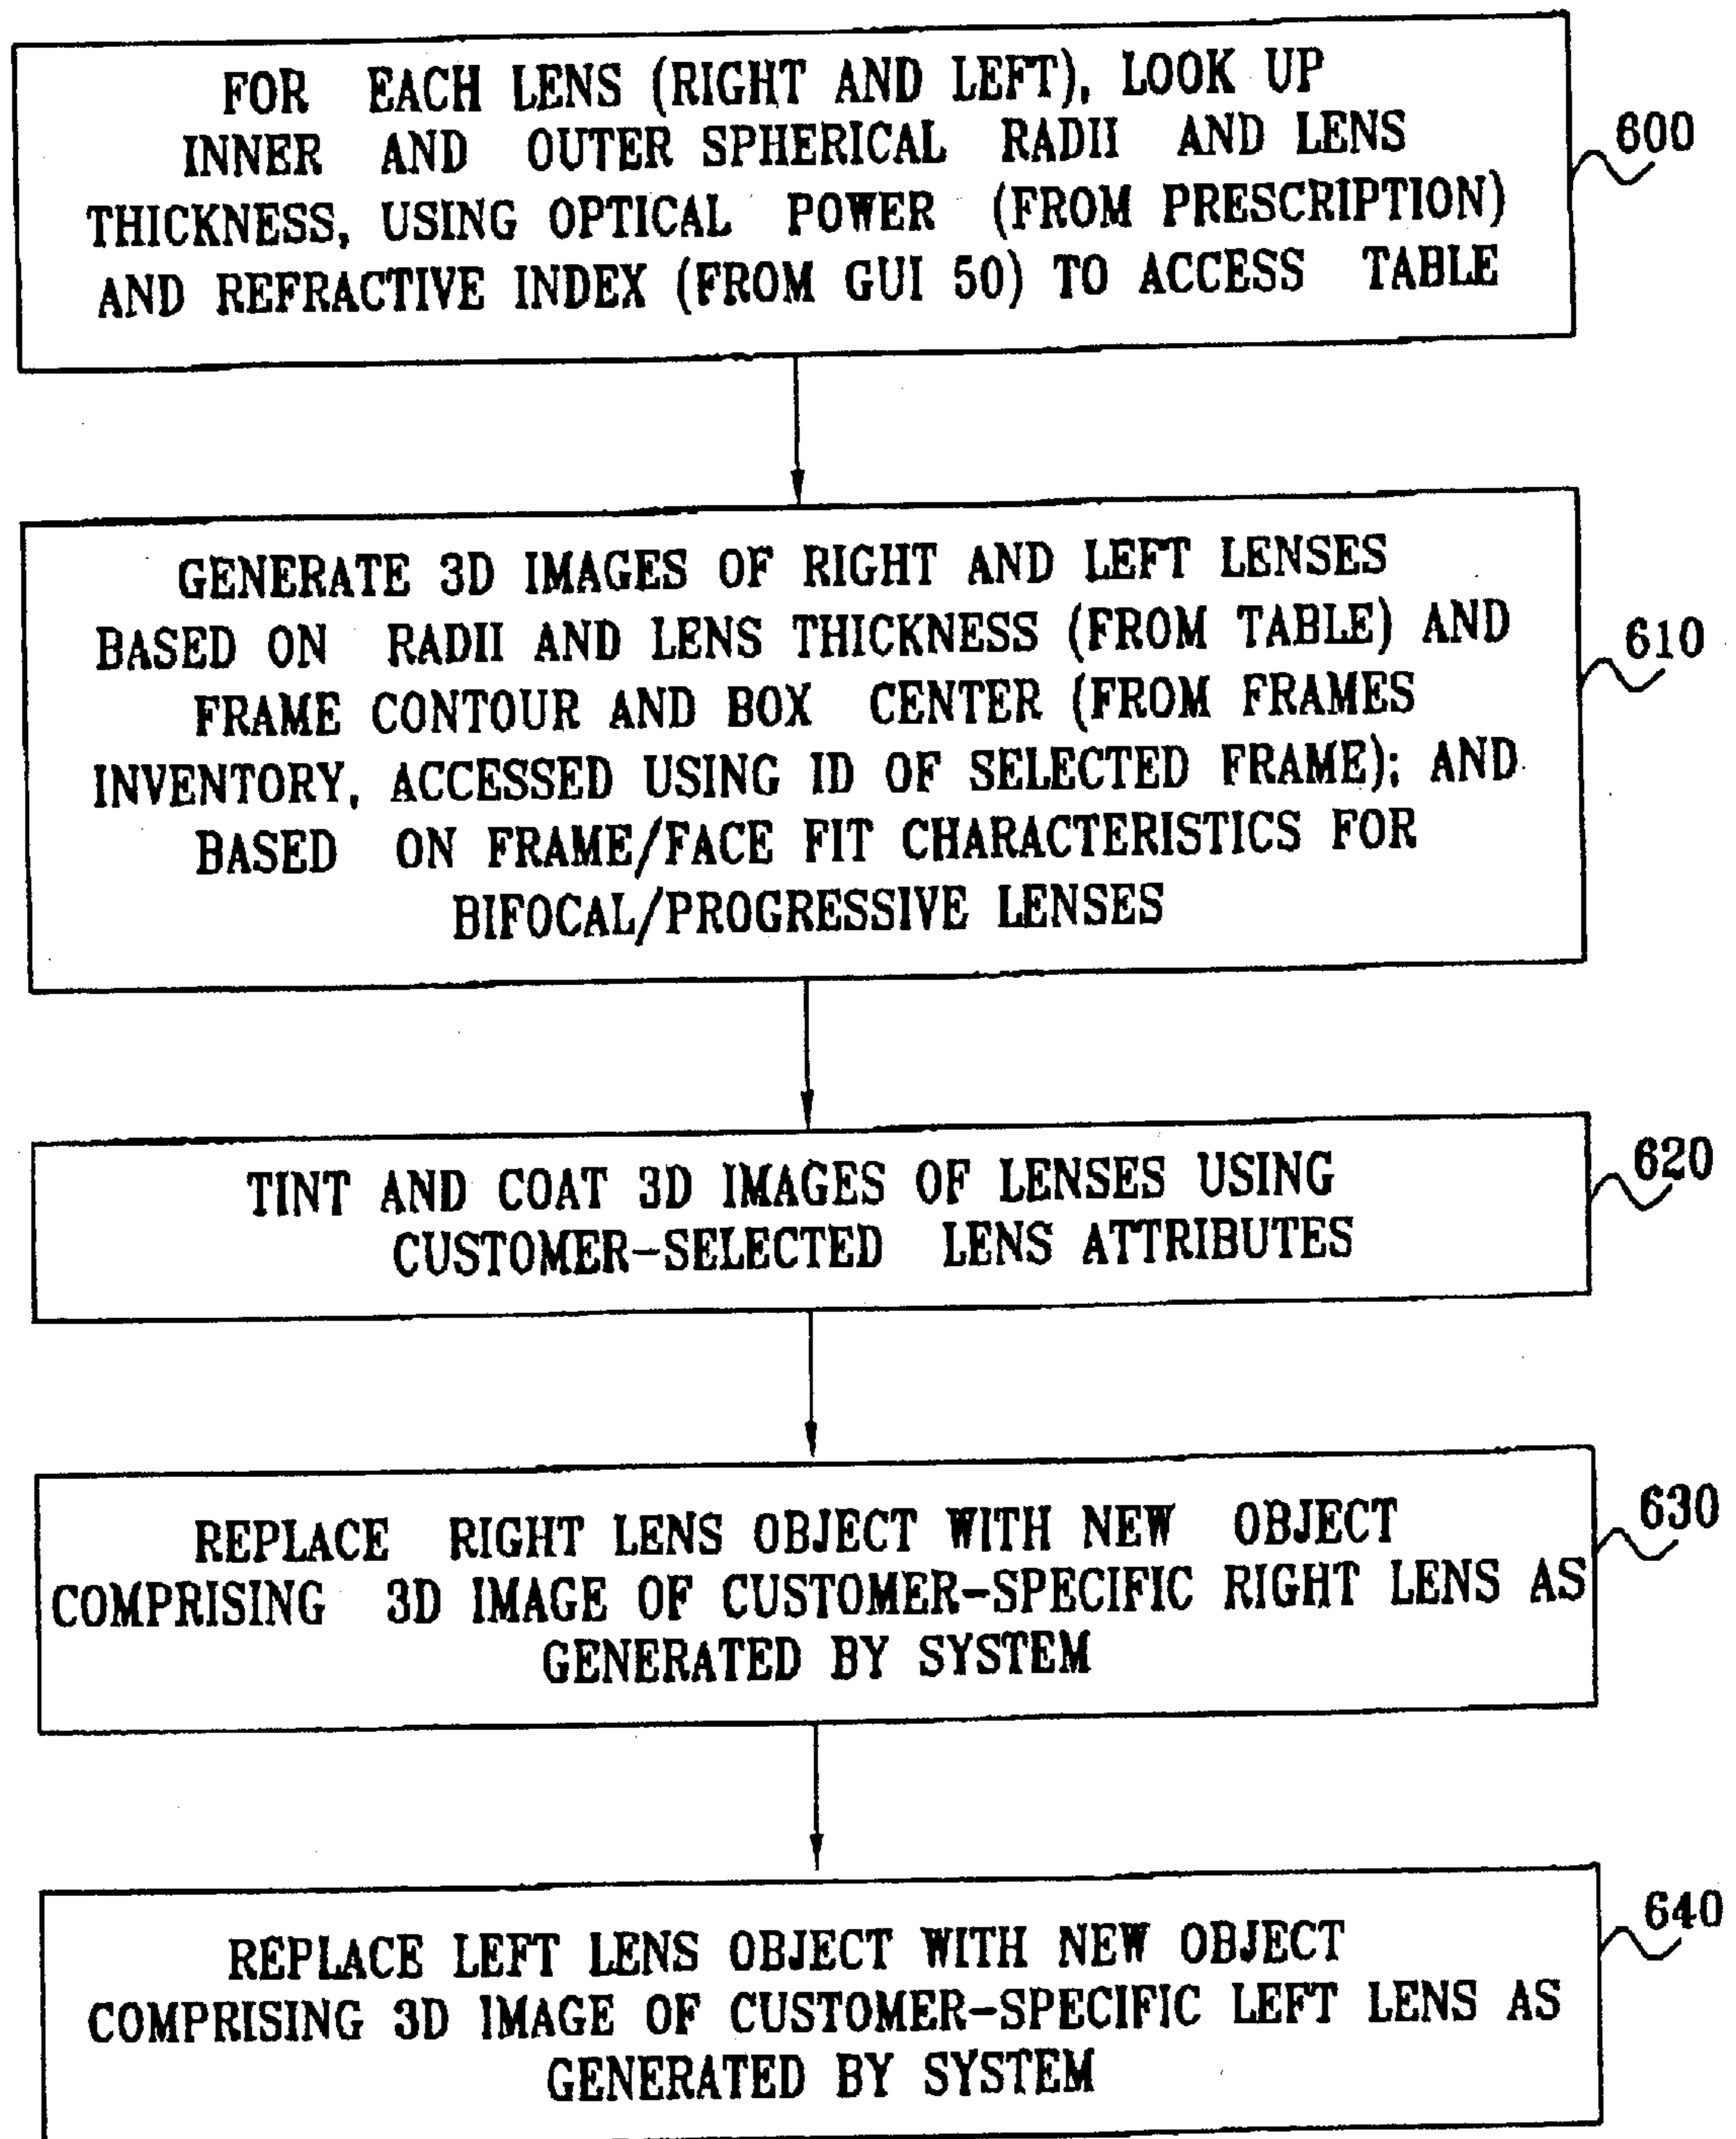 FOR EACH LENS (RIGHT AND LEFT), LOOK UP
INNER AND OUTER SPHERICAL RADII AND LENS
THICKNESS, USING OPTICAL POWER (FROM PRESCRIPTION)
AND REFRACTIVE INDEX (FROM GUI 50) TO ACCESS TABLE
600
GENERATE 3D IMAGES OF RIGHT AND LEFT LENSES
BASED ON RADII AND LENS THICKNESS (FROM TABLE) AND
FRAME CONTOUR AND BOX CENTER (FROM FRAMES
INVENTORY, ACCESSED USING ID OF SELECTED FRAME); AND
BASED ON FRAME/FACE FIT CHARACTERISTICS FOR
BIFOCAL/PROGRESSIVE LENSES
610
TINT AND COAT 3D IMAGES OF LENSES USING
CUSTOMER-SELECTED LENS ATTRIBUTES
620
REPLACE RIGHT LENS OBJECT WITH NEW OBJECT
COMPRISING 3D IMAGE OF CUSTOMER-SPECIFIC RIGHT LENS AS
GENERATED BY SYSTEM
630
REPLACE LEFT LENS OBJECT WITH NEW OBJECT
COMPRISING 3D IMAGE OF CUSTOMER-SPECIFIC LEFT LENS AS
GENERATED BY SYSTEM
640